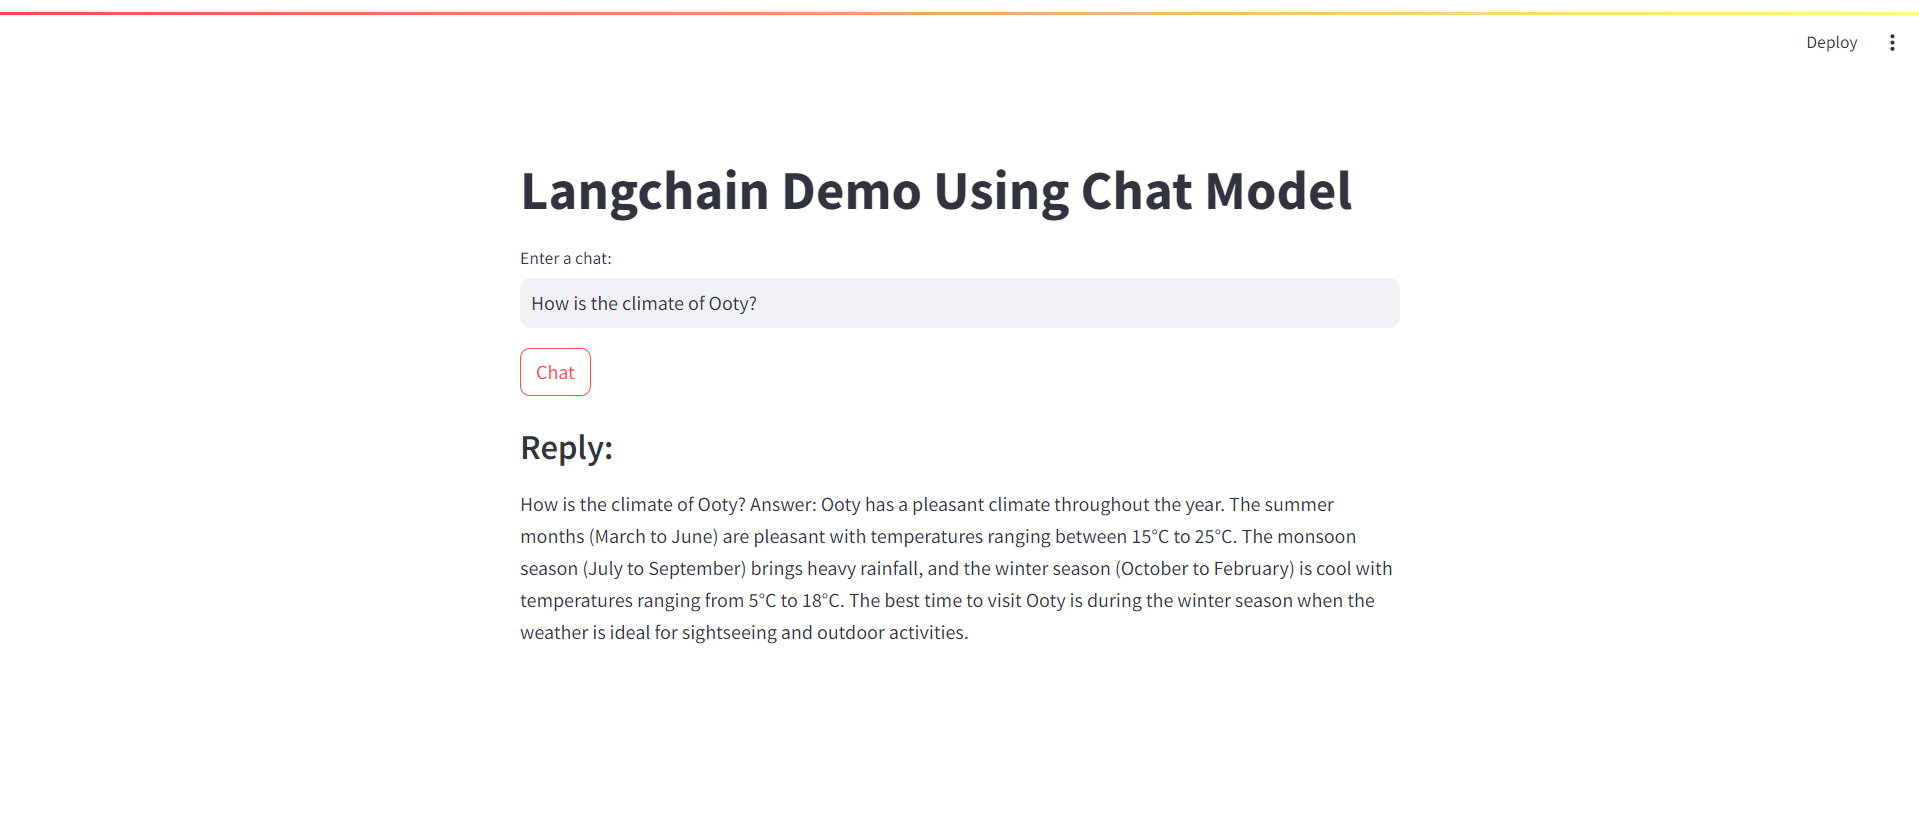 Deploy
Langchain Demo Using Chat Model
Enter a chat:
How is the climate of Ooty?
Chat
Reply:
How is the climate of Ooty? Answer: Ooty has a pleasant climate throughout the year. The summer
months (March to June) are pleasant with temperatures ranging between 15°C to 25°C. The monsoon
season (July to September) brings heavy rainfall, and the winter season (October to February) is cool with
temperatures ranging from 5°C to 18°C. The best time to visit Ooty is during the winter season when the
weather is ideal for sightseeing and outdoor activities.